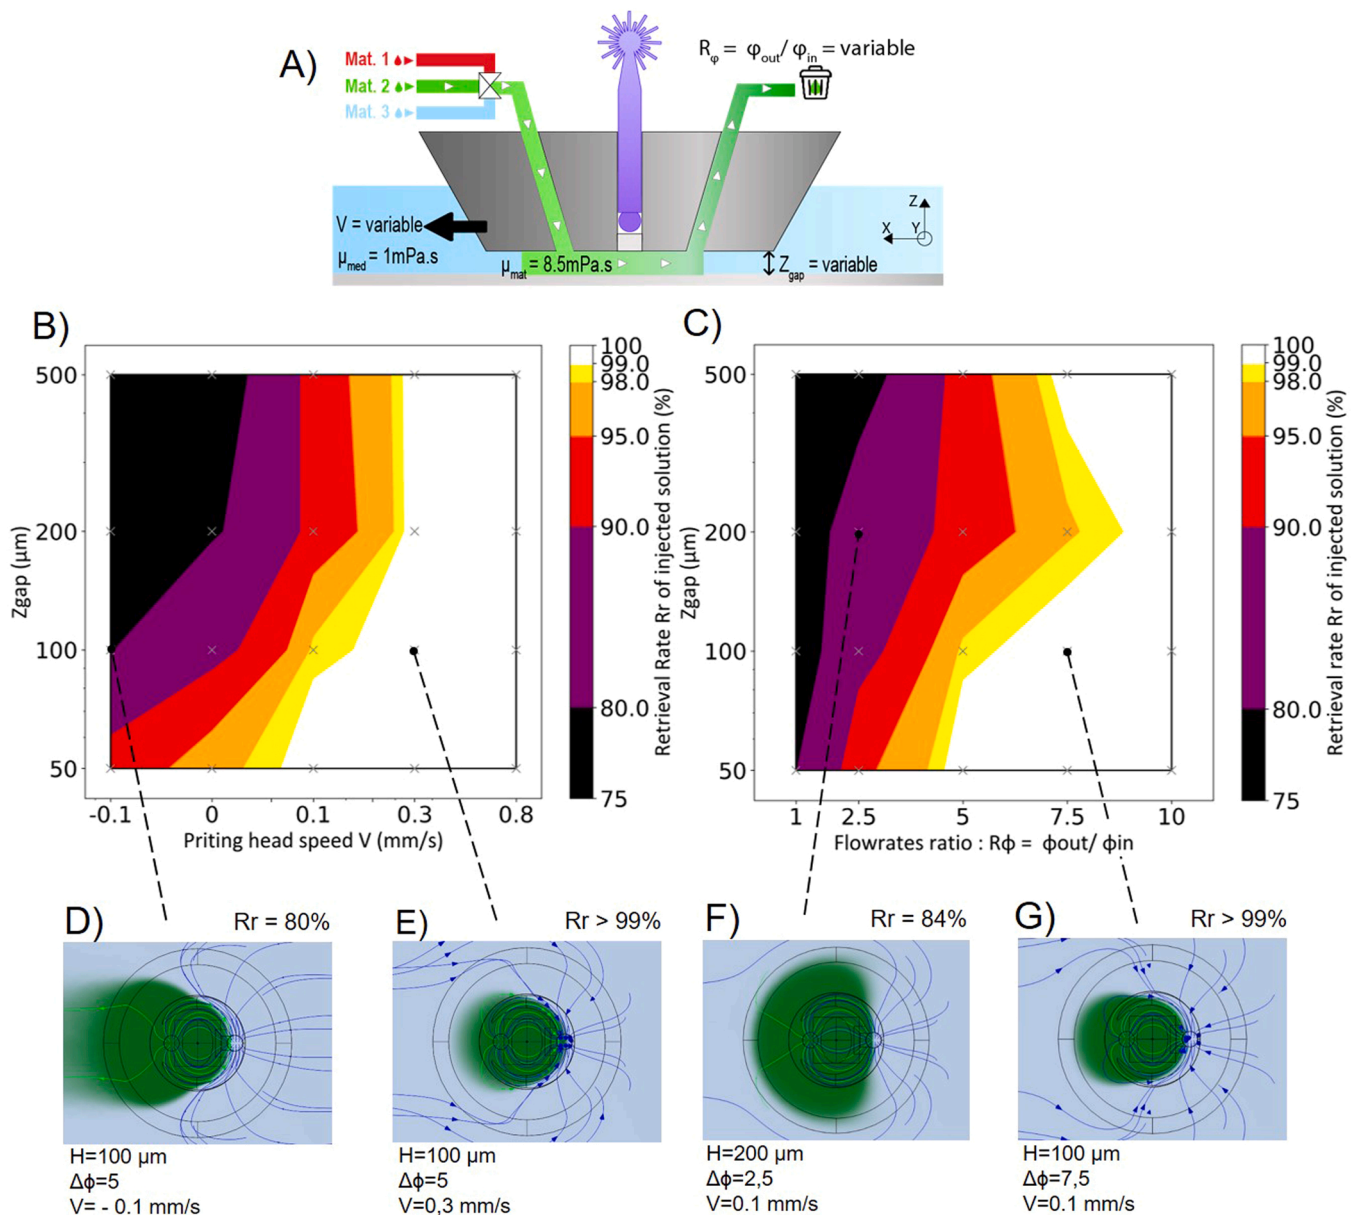 A)
Mat. 1
Mat. 2
Mat. 3
Rφ = φout/ φin = variable
V = variable
μmed = 1mPa.s
μmat = 8.5mPa.s
Zgap = variable
Z
X
Y
B)
500
200
100
50
Zgap (µm)
-0.1 0 0.1 0.3 0.8
Priting head speed V (mm/s)
100
99.0
98.0
95.0
90.0
80.0
75
Retrieval Rate Rr of injected solution (%)
C)
500
200
100
50
Zgap (µm)
1 2.5 5 7.5 10
Flowrates ratio : Rϕ = ϕout/ ϕin
100
99.0
98.0
95.0
90.0
80.0
75
Retrieval rate Rr of injected solution (%)
D) Rr = 80%
H=100 µm
Δϕ=5
V= - 0.1 mm/s
E) Rr > 99%
H=100 µm
Δϕ=5
V=0,3 mm/s
F) Rr = 84%
H=200 µm
Δϕ=2,5
V=0.1 mm/s
G) Rr > 99%
H=100 µm
Δϕ=7,5
V=0.1 mm/s